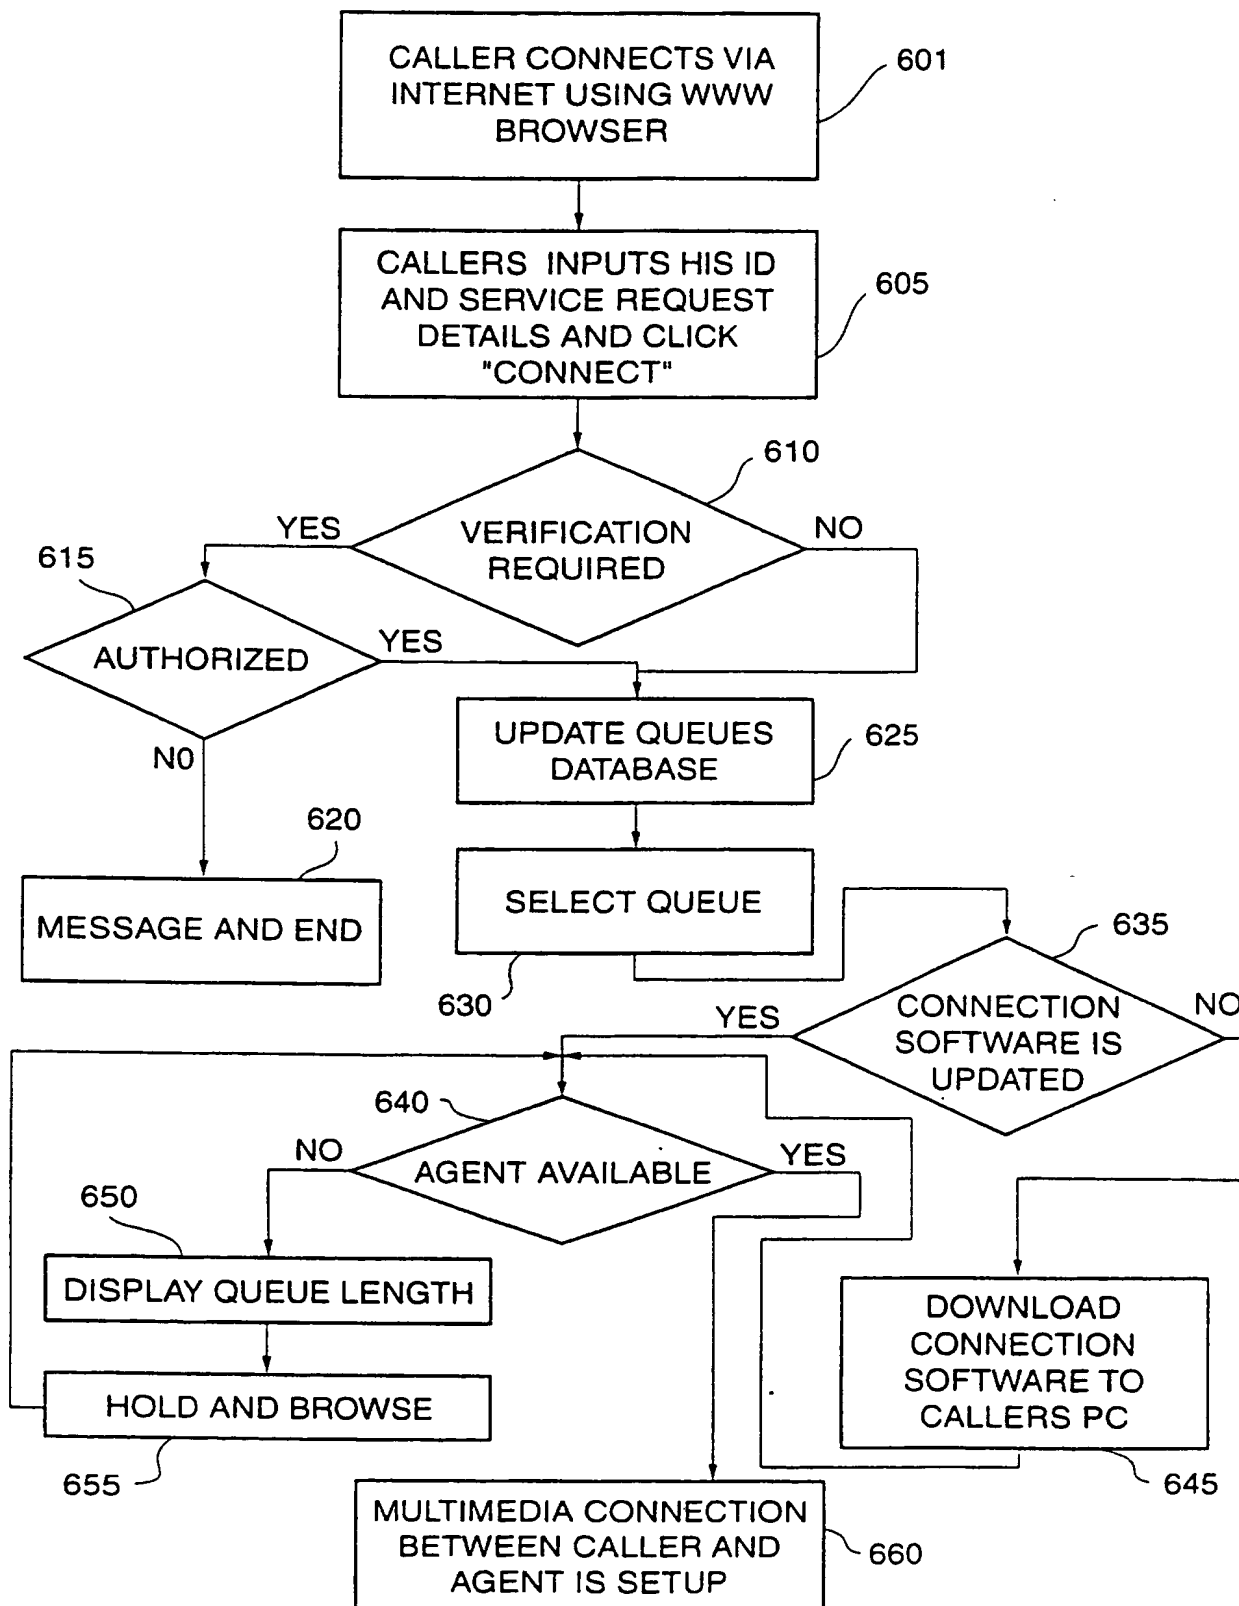 CALLER CONNECTS VIA
INTERNET USING WWW
BROWSER
601
CALLERS INPUTS HIS ID
AND SERVICE REQUEST
DETAILS AND CLICK
"CONNECT"
605
610
VERIFICATION
REQUIRED
YES
NO
615
AUTHORIZED
YES
NO
UPDATE QUEUES
DATABASE
625
620
MESSAGE AND END
SELECT QUEUE
630
635
CONNECTION
SOFTWARE IS
UPDATED
YES
NO
640
AGENT AVAILABLE
NO
YES
650
DISPLAY QUEUE LENGTH
HOLD AND BROWSE
655
DOWNLOAD
CONNECTION
SOFTWARE TO
CALLERS PC
645
MULTIMEDIA CONNECTION
BETWEEN CALLER AND
AGENT IS SETUP
660